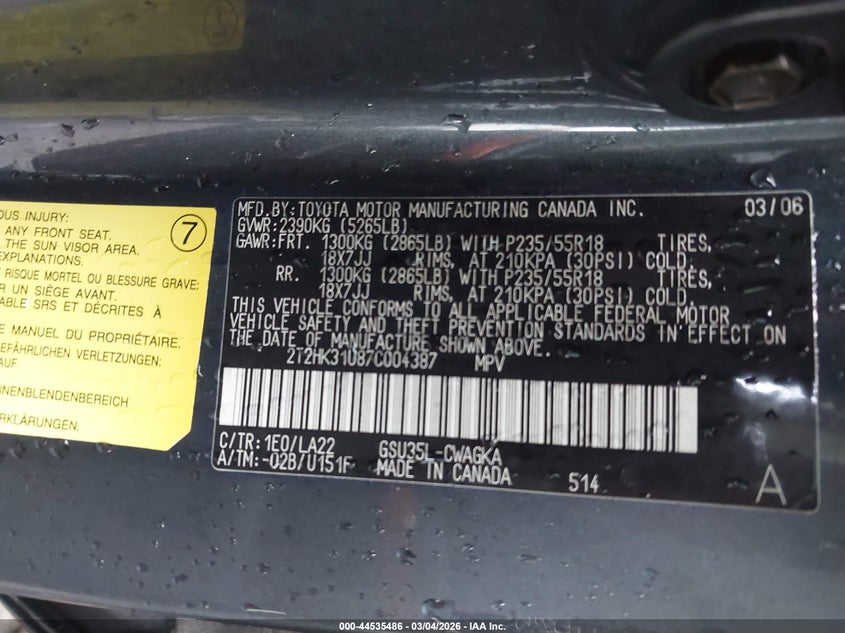 OUS INJURY:
ANY FRONT SEAT.
THE SUN VISOR AREA.
EXPLANATIONS.
RISQUE MORTEL OU BLESSURE GRAVE:
R UN SIÈGE AVANT.
ABLE SRS ET DÉCRITES À
E MANUEL DU PROPRIÉTAIRE.
EFÄHRLICHEN VERLETZUNGEN:
AUF
NENBLENDENBEREICH
RKLÄRUNGEN.
7
MFD.BY:TOYOTA MOTOR MANUFACTURING CANADA INC. 03/06
GVWR:2390KG (5265LB)
GAWR:FRT. 1300KG (2865LB) WITH P235/55R18 TIRES,
18X7JJ RIMS, AT 210KPA (30PSI) COLD.
RR. 1300KG (2865LB) WITH P235/55R18 TIRES,
18X7JJ RIMS, AT 210KPA (30PSI) COLD.
THIS VEHICLE CONFORMS TO ALL APPLICABLE FEDERAL MOTOR
VEHICLE SAFETY AND THEFT PREVENTION STANDARDS IN EFFECT ON
THE DATE OF MANUFACTURE SHOWN ABOVE.
2T2HK31U87C004387 MPV
C/TR:1E0/LA22 GSU35L-CWAGKA
A/TM:-02B/U151F MADE IN CANADA 514 A
000-44535486 - 03/04/2026 - IAA Inc.